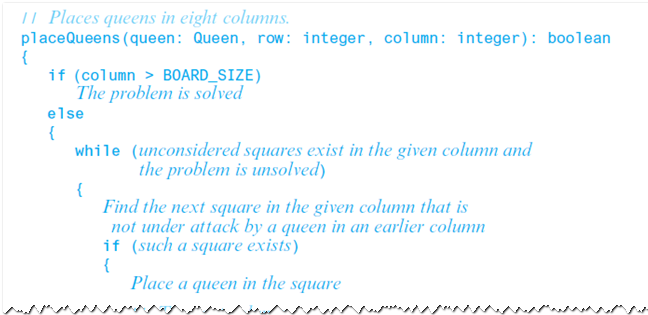 // Places queens in eight columns.
placeQueens(queen: Queen, row: integer, column: integer): boolean
{
if (column > BOARD_SIZE)
The problem is solved
else
{
while (unconsidered squares exist in the given column and
the problem is unsolved)
{
Find the next square in the given column that is
not under attack by a queen in an earlier column
if (such a square exists)
{
Place a queen in the square